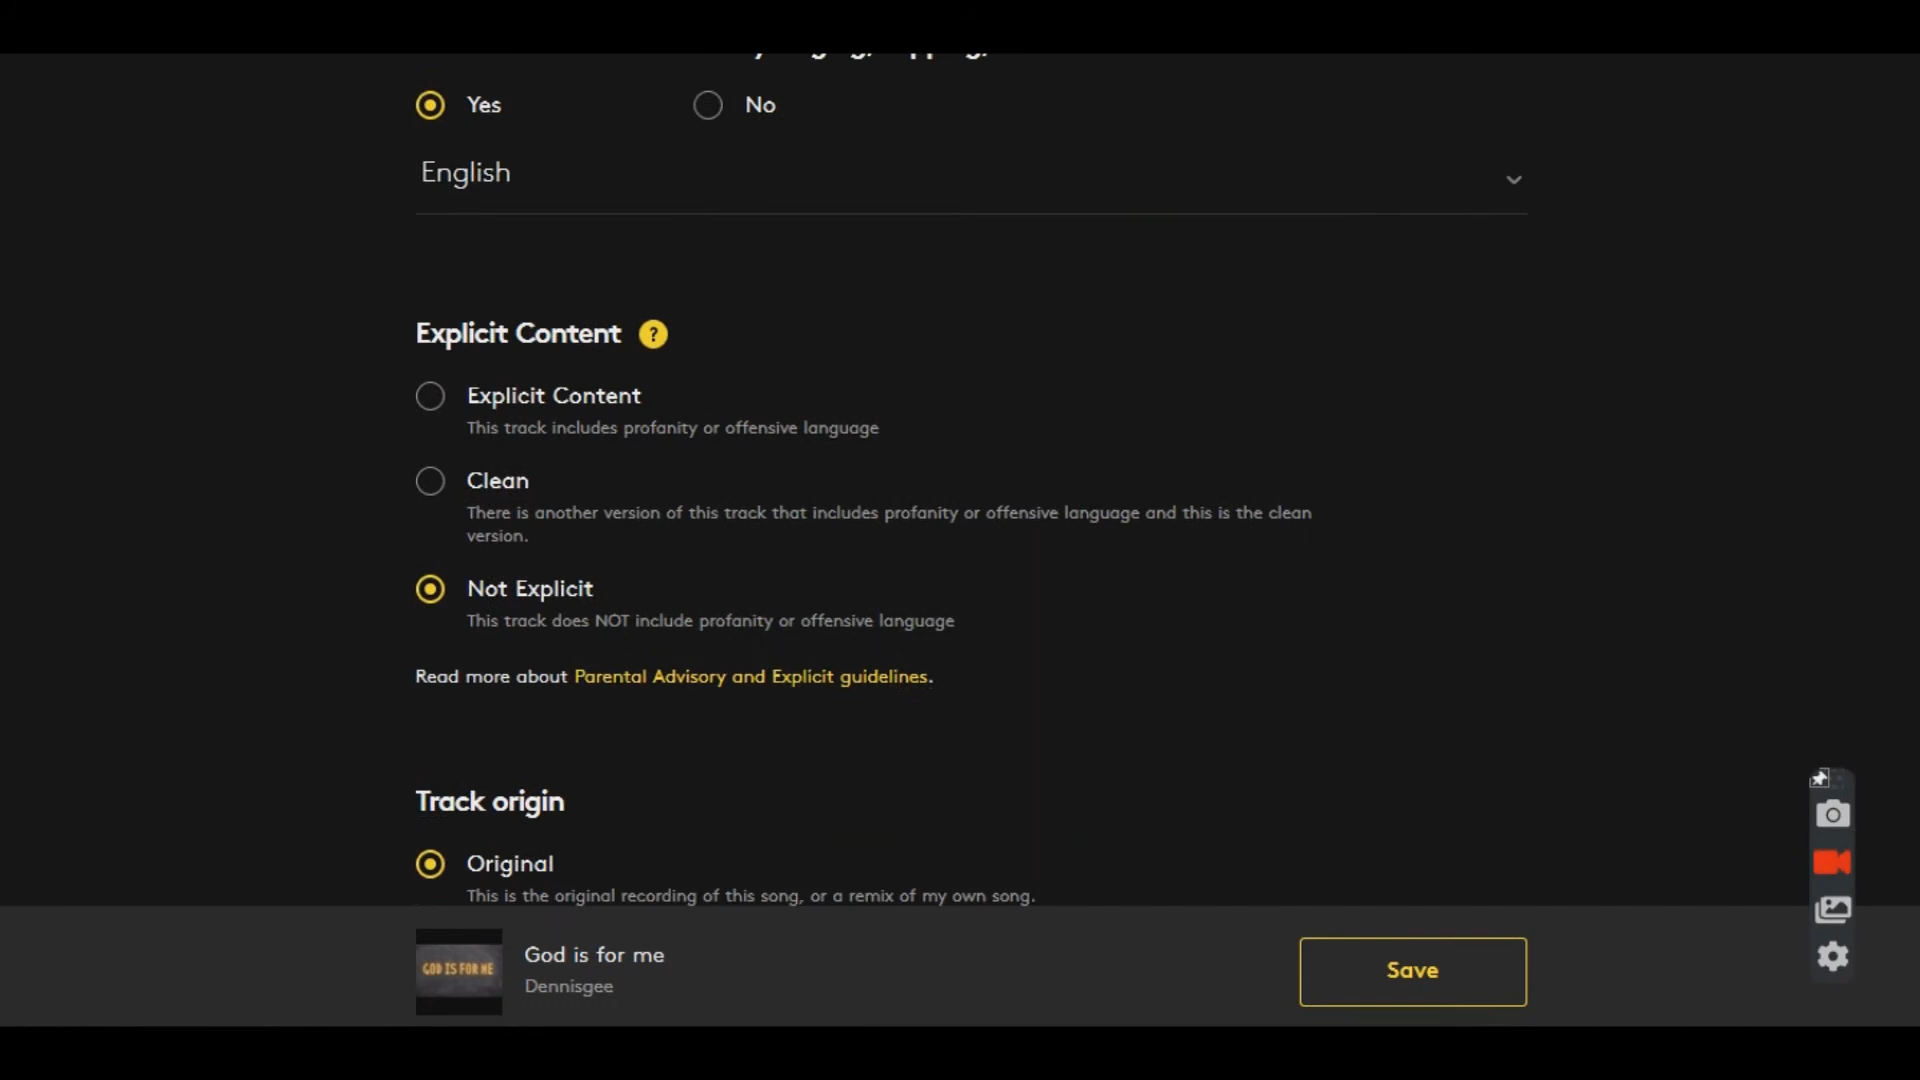 Yes
No
English
Explicit Content ?
Explicit Content
This track includes profanity or offensive language
Clean
There is another version of this track that includes profanity or offensive language and this is the clean
version.
Not Explicit
This track does NOT include profanity or offensive language
Read more about Parental Advisory and Explicit guidelines.
Track origin
Original
This is the original recording of this song, or a remix of my own song.
GOD IS FOR ME
God is for me
Dennisgee
Save